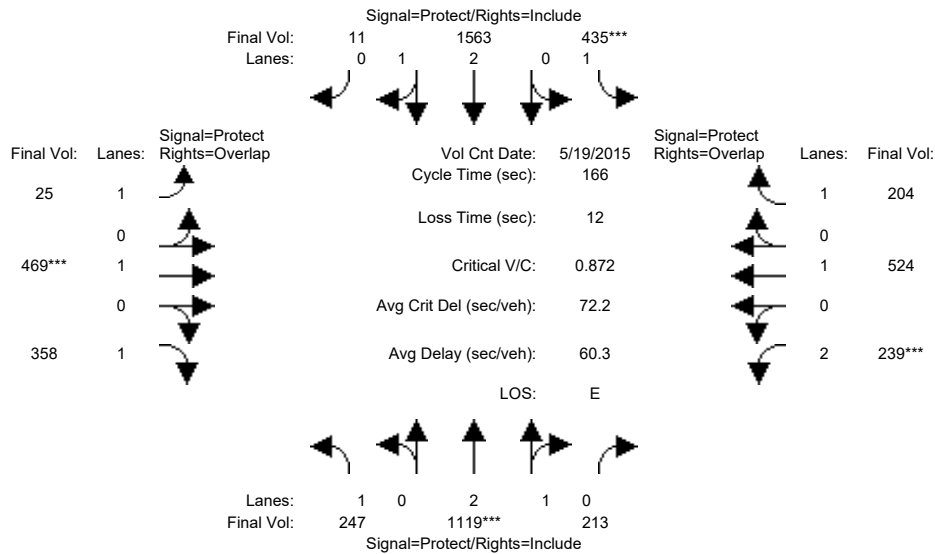 Signal=Protect/Rights=Include
Final Vol: 11 1563 435***
Lanes: 0 1 2 0 1
Signal=Protect
Final Vol: Lanes: Rights=Overlap
Vol Cnt Date: 5/19/2015
Signal=Protect
Rights=Overlap Lanes: Final Vol:
Cycle Time (sec): 166
25 1
1 204
Loss Time (sec): 12
0
0
469*** 1
Critical V/C: 0.872
1 524
0
Avg Crit Del (sec/veh): 72.2
0
358 1
Avg Delay (sec/veh): 60.3
2 239***
LOS: E
Lanes: 1 0 2 1 0
Final Vol: 247 1119*** 213
Signal=Protect/Rights=Include